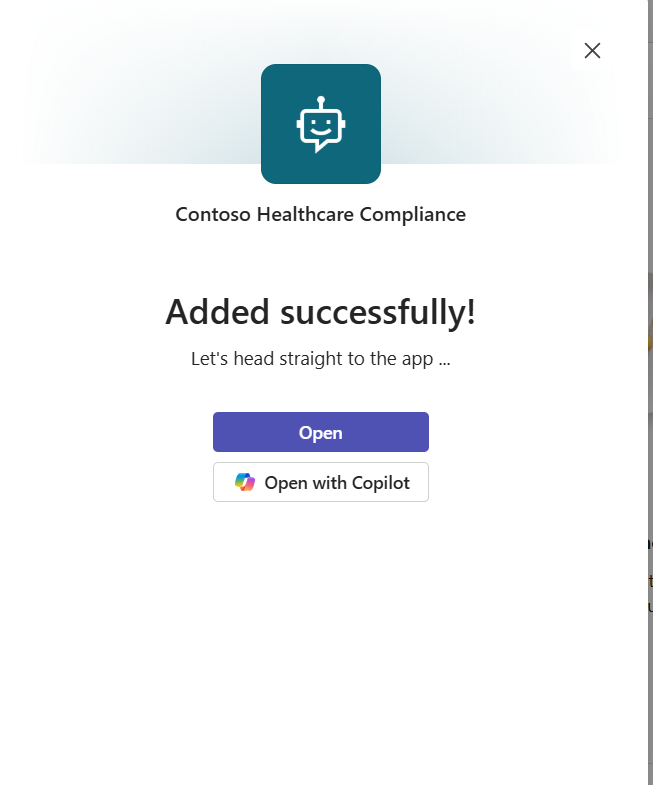 Contoso Healthcare Compliance
Added successfully!
Let's head straight to the app ...
Open
Open with Copilot